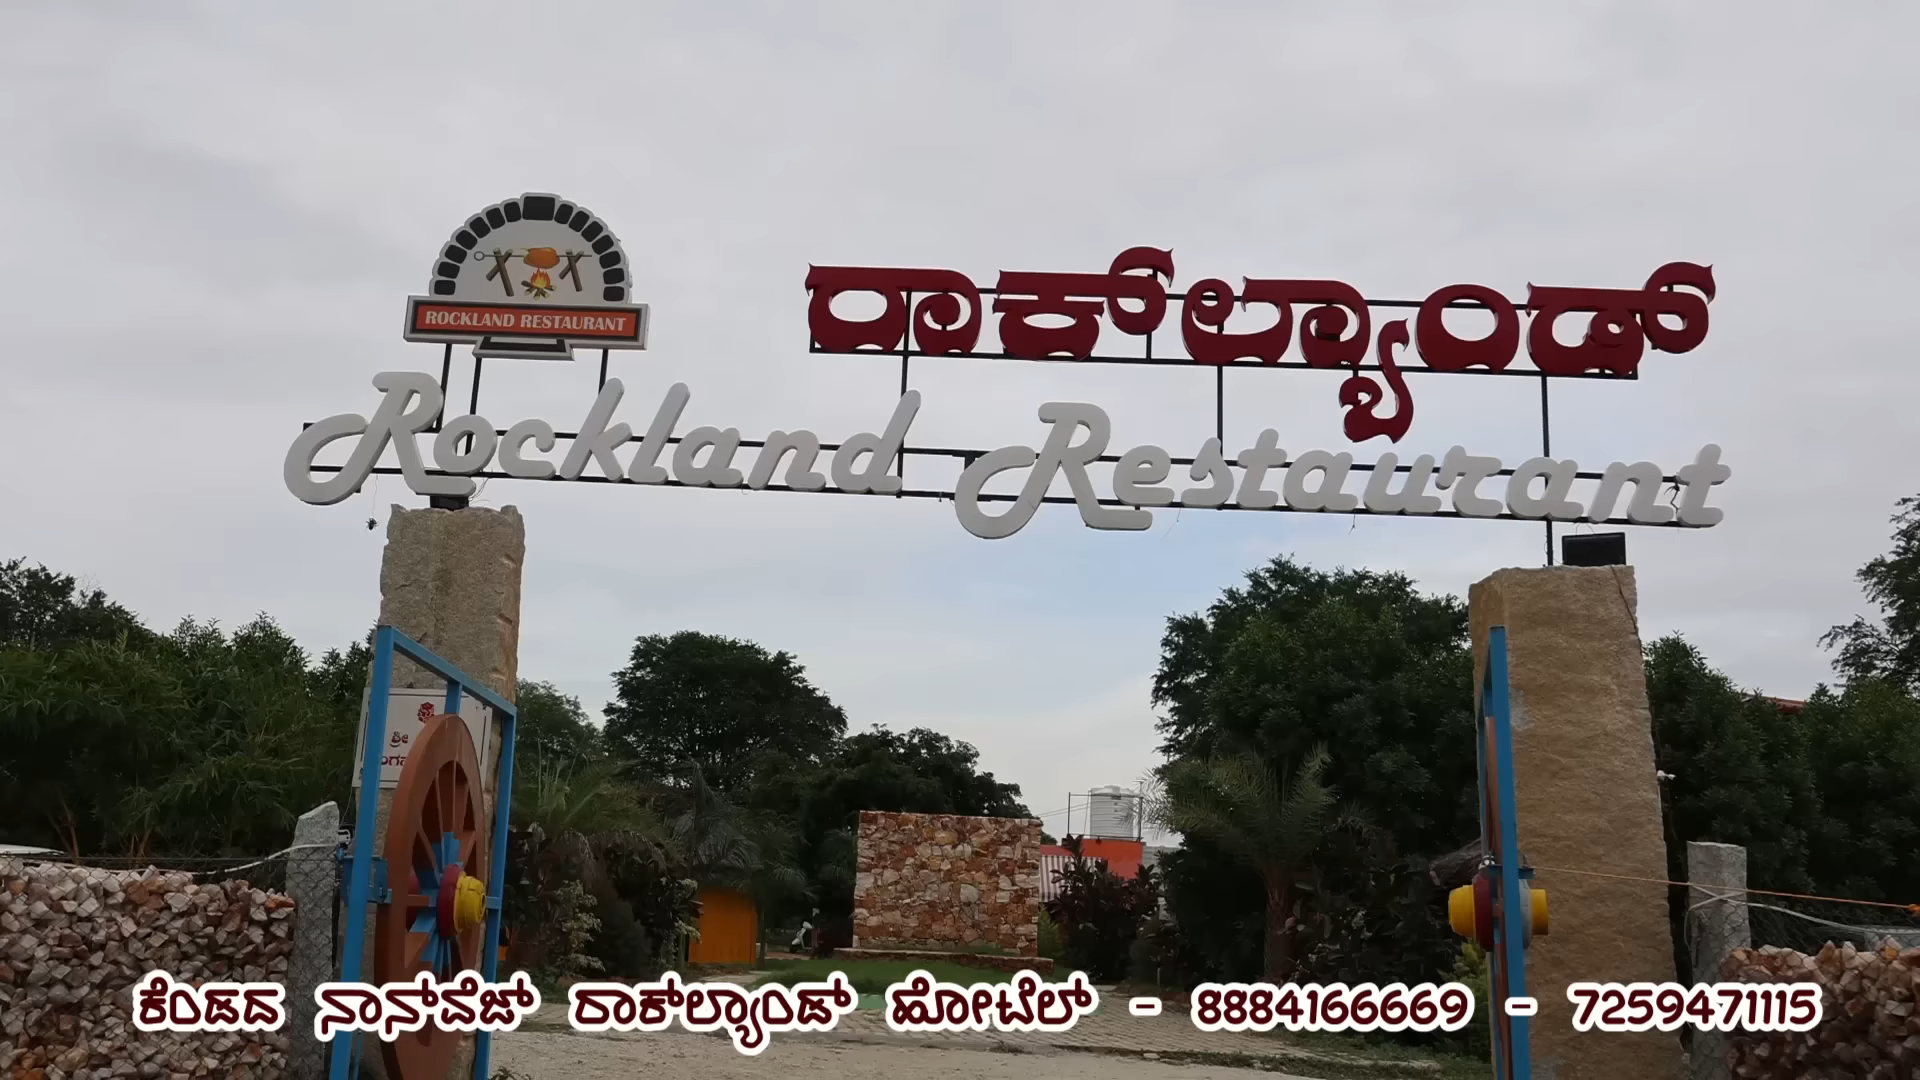 ROCKLAND RESTAURANT
ರಾಕ್‌ಲ್ಯಾಂಡ್
Rockland Restaurant
ಶ್ರೀ
ಕೆಂಡದ ನಾನ್‌ವೆಜ್ ರಾಕ್‌ಲ್ಯಾಂಡ್ ಹೋಟೆಲ್ - 8884166669 - 7259471115